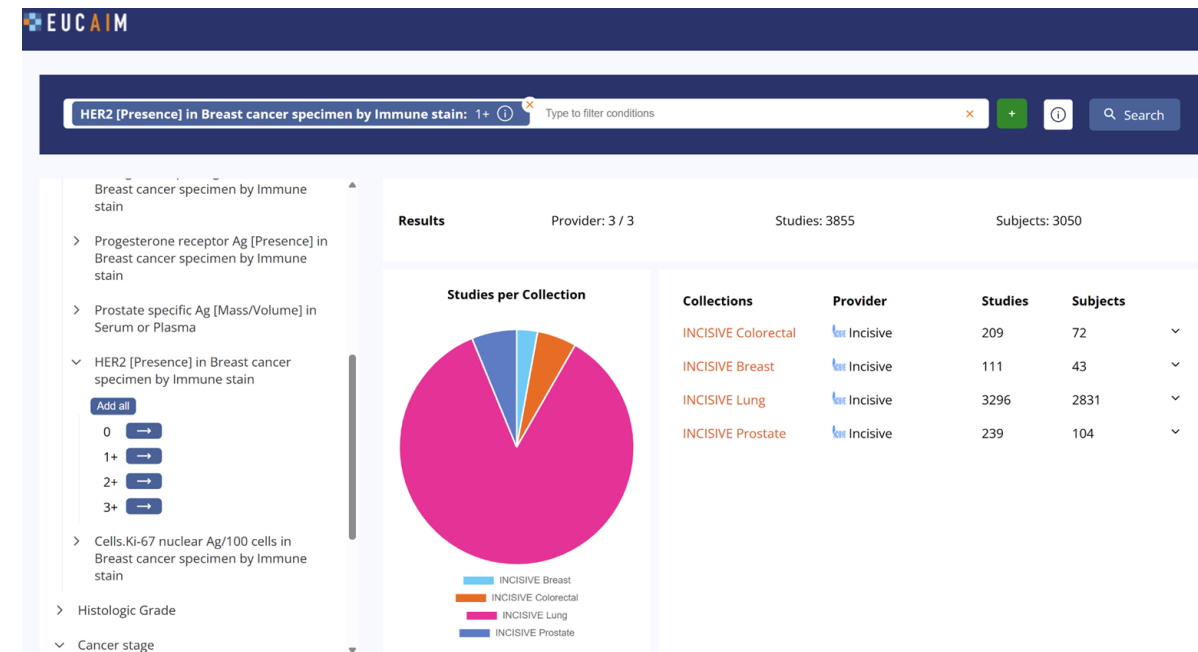 EUCAIM
HER2 [Presence] in Breast cancer specimen by Immune stain: 1+
Type to filter conditions
+
Search
Breast cancer specimen by Immune
stain
Progesterone receptor Ag [Presence] in
Breast cancer specimen by Immune
stain
Prostate specific Ag [Mass/Volume] in
Serum or Plasma
HER2 [Presence] in Breast cancer
specimen by Immune stain
Add all
0
1+
2+
3+
Cells.Ki-67 nuclear Ag/100 cells in
Breast cancer specimen by Immune
stain
Histologic Grade
Cancer stage
Results Provider: 3 / 3 Studies: 3855 Subjects: 3050
Studies per Collection
INCISIVE Breast
INCISIVE Colorectal
INCISIVE Lung
INCISIVE Prostate
Collections Provider Studies Subjects
INCISIVE Colorectal Incisive 209 72
INCISIVE Breast Incisive 111 43
INCISIVE Lung Incisive 3296 2831
INCISIVE Prostate Incisive 239 104